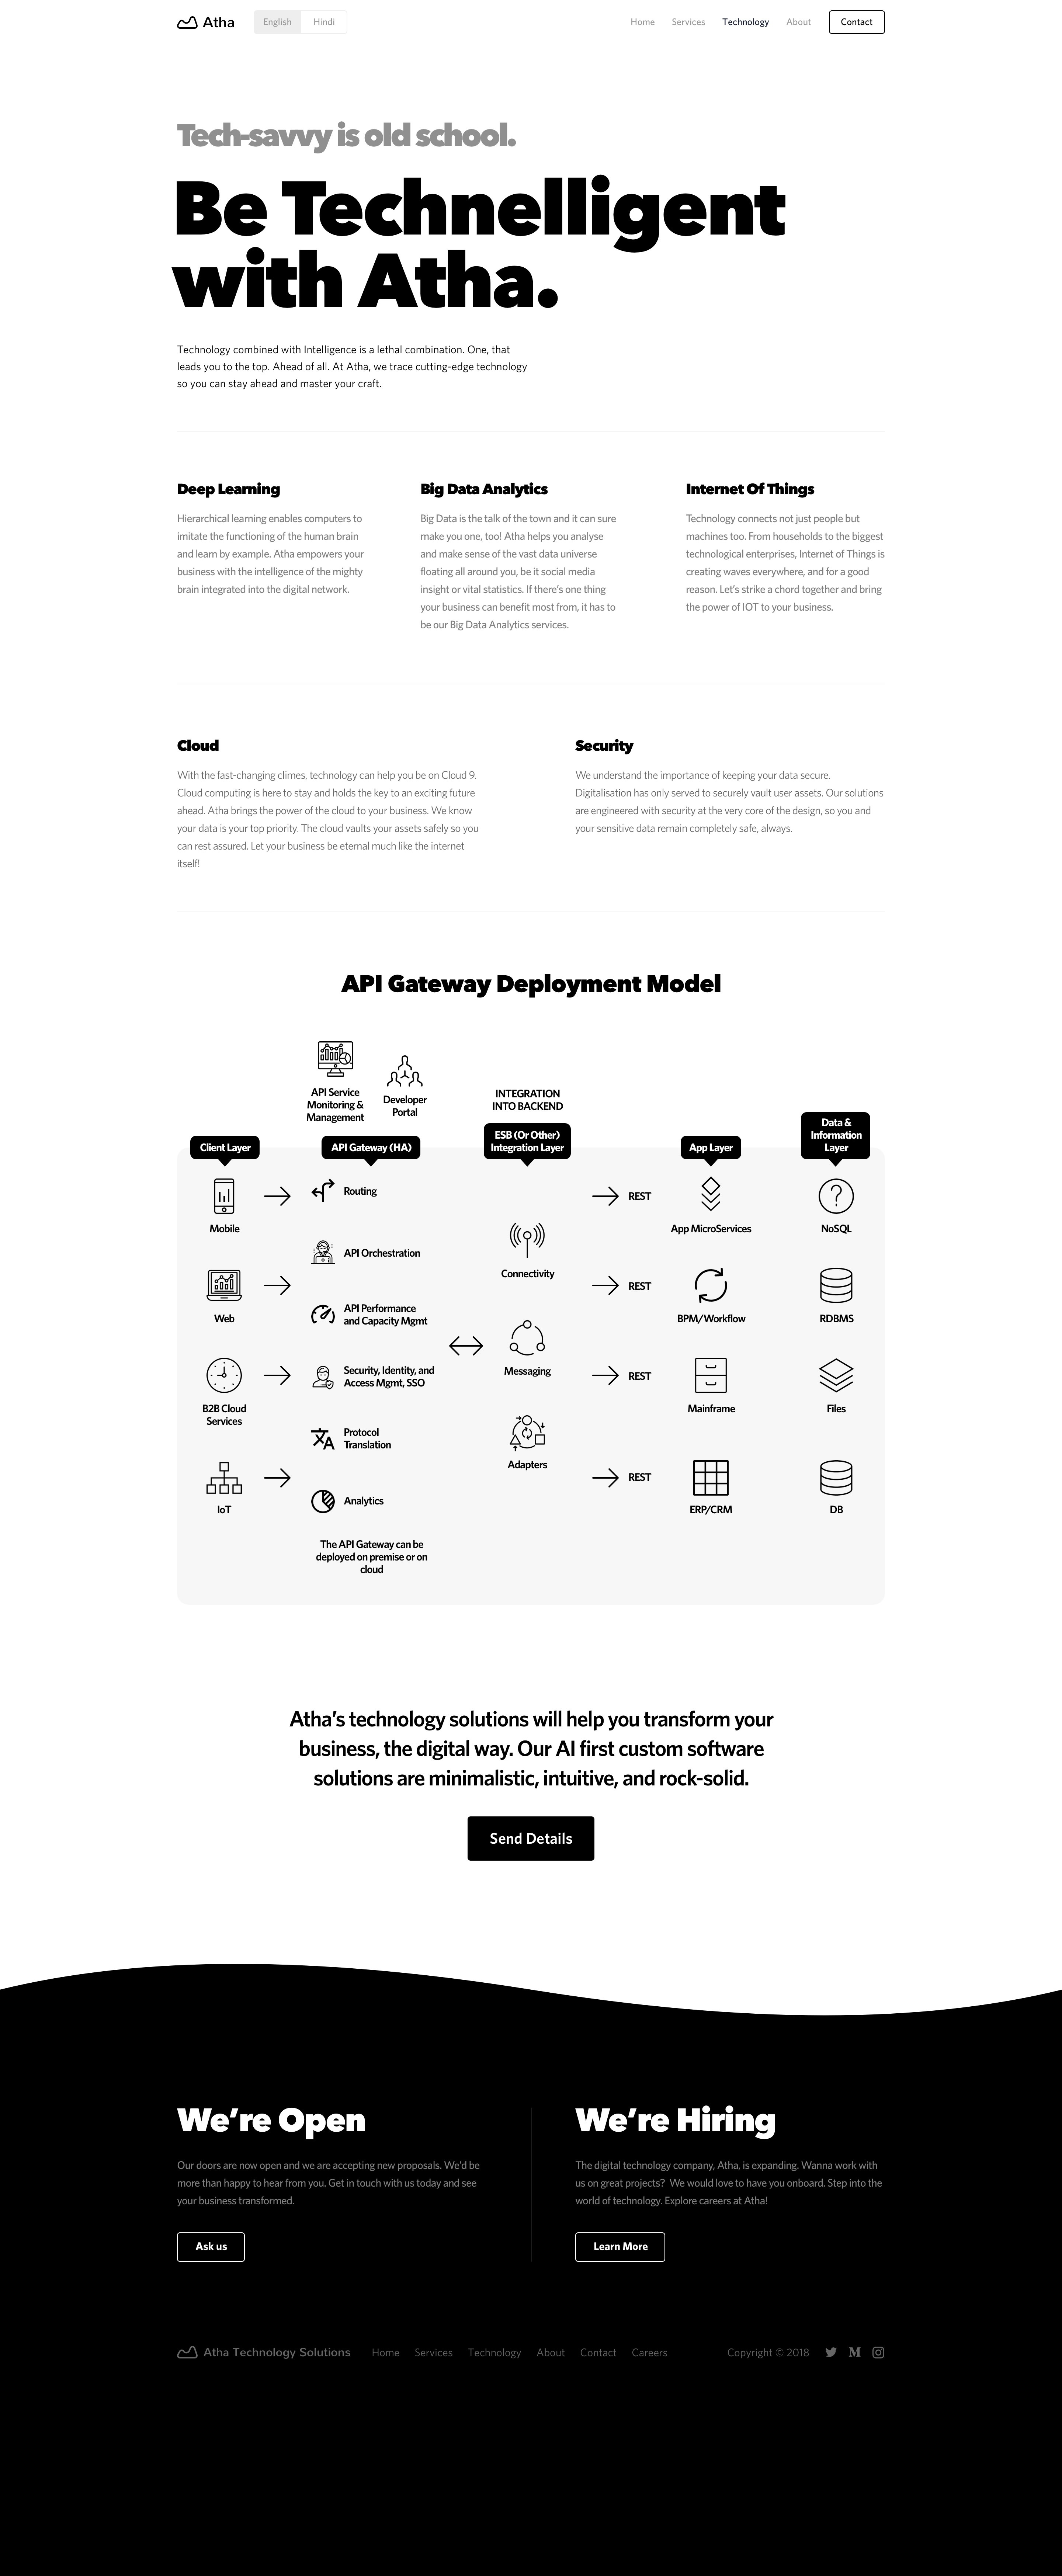 Atha
English
Hindi
Home
Services
Technology
About
Contact
Tech-savvy is old school.
Be Technelligent
with Atha.
Technology combined with Intelligence is a lethal combination. One, that
leads you to the top. Ahead of all. At Atha, we trace cutting-edge technology
so you can stay ahead and master your craft.
Deep Learning
Hierarchical learning enables computers to
imitate the functioning of the human brain
and learn by example. Atha empowers your
business with the intelligence of the mighty
brain integrated into the digital network.
Big Data Analytics
Big Data is the talk of the town and it can sure
make you one, too! Atha helps you analyse
and make sense of the vast data universe
floating all around you, be it social media
insight or vital statistics. If there's one thing
your business can benefit most from, it has to
be our Big Data Analytics services.
Internet Of Things
Technology connects not just people but
machines too. From households to the biggest
technological enterprises, Internet of Things is
creating waves everywhere, and for a good
reason. Let's strike a chord together and bring
the power of IOT to your business.
Cloud
With the fast-changing climes, technology can help you be on Cloud 9.
Cloud computing is here to stay and holds the key to an exciting future
ahead. Atha brings the power of the cloud to your business. We know
your data is your top priority. The cloud vaults your assets safely so you
can rest assured. Let your business be eternal much like the internet
itself!
Security
We understand the importance of keeping your data secure.
Digitalisation has only served to securely vault user assets. Our solutions
are engineered with security at the very core of the design, so you and
your sensitive data remain completely safe, always.
API Gateway Deployment Model
API Service
Monitoring &
Management
Developer
Portal
INTEGRATION
INTO BACKEND
Client Layer
API Gateway (HA)
ESB (Or Other)
Integration Layer
App Layer
Data &
Information
Layer
Mobile
Web
B2B Cloud
Services
IoT
Routing
API Orchestration
API Performance
and Capacity Mgmt
Security, Identity, and
Access Mgmt, SSO
Protocol
Translation
Analytics
The API Gateway can be
deployed on premise or on
cloud
Connectivity
Messaging
Adapters
REST
REST
REST
REST
App MicroServices
BPM/Workflow
Mainframe
ERP/CRM
NoSQL
RDBMS
Files
DB
Atha's technology solutions will help you transform your
business, the digital way. Our AI first custom software
solutions are minimalistic, intuitive, and rock-solid.
Send Details
We're Open
Our doors are now open and we are accepting new proposals. We'd be
more than happy to hear from you. Get in touch with us today and see
your business transformed.
Ask us
We're Hiring
The digital technology company, Atha, is expanding. Wanna work with
us on great projects?  We would love to have you onboard. Step into the
world of technology. Explore careers at Atha!
Learn More
Atha Technology Solutions
Home
Services
Technology
About
Contact
Careers
Copyright © 2018